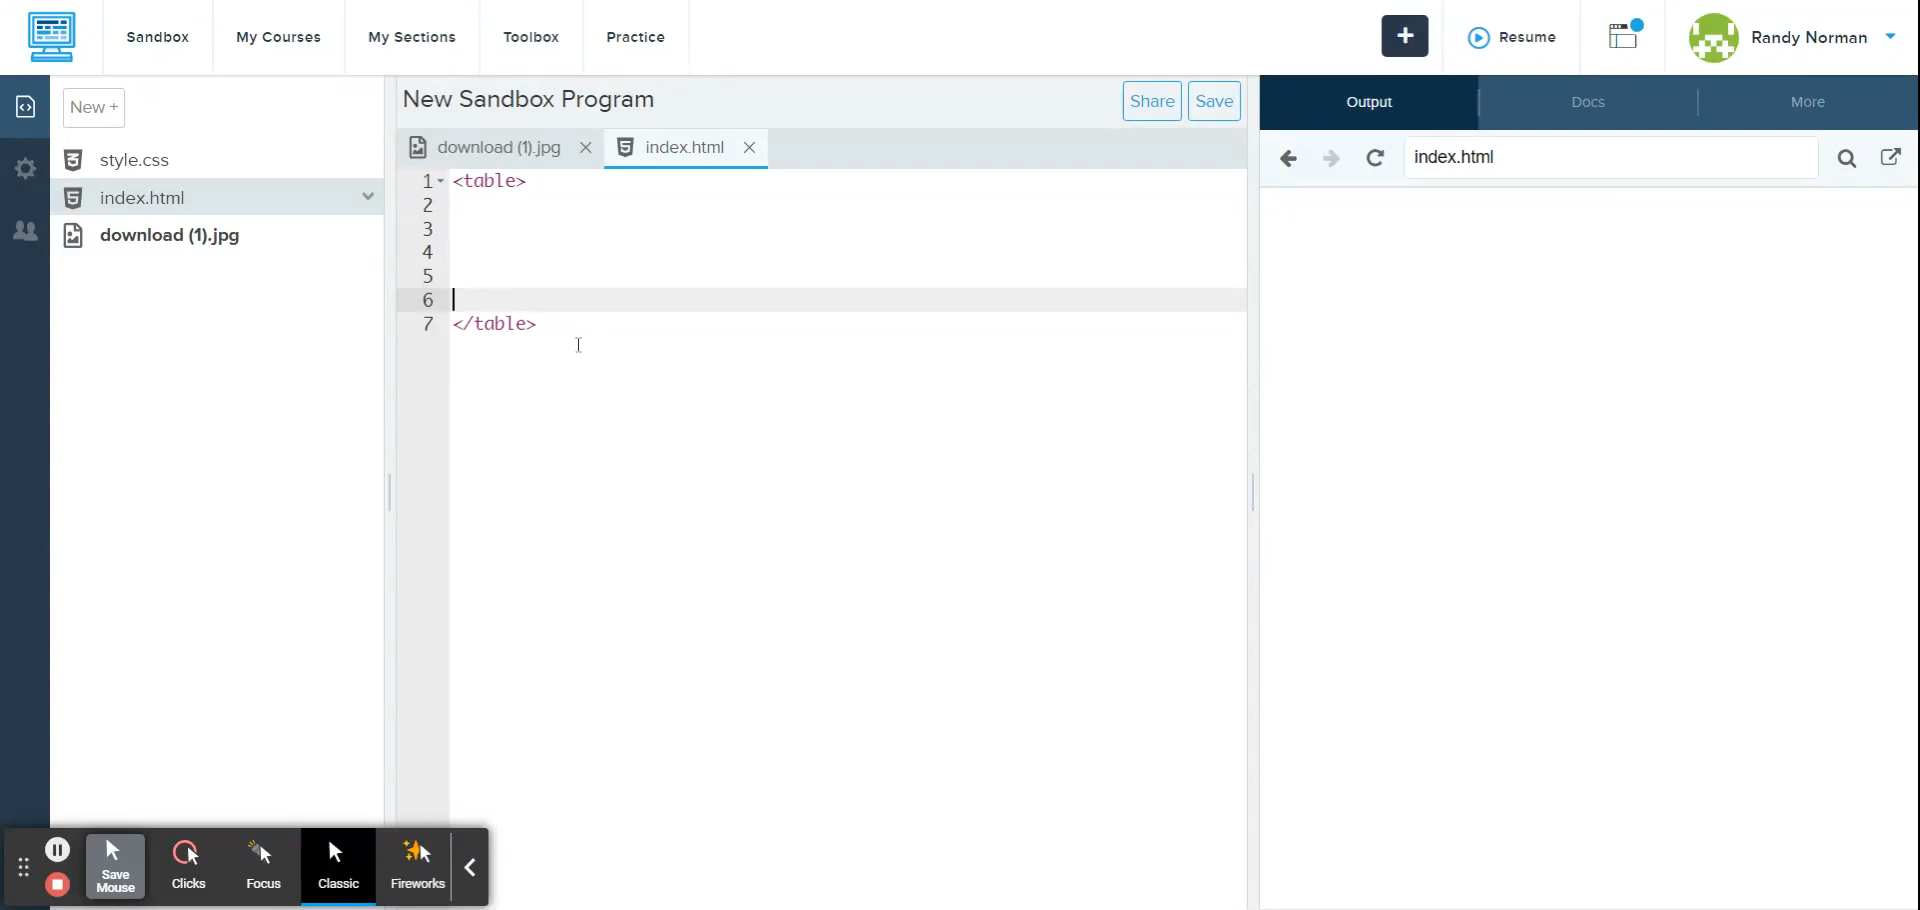 Sandbox
My Courses
My Sections
Toolbox
Practice
+
Resume
Randy Norman
New +
style.css
index.html
download (1).jpg
New Sandbox Program
Share
Save
download (1).jpg
index.html
1 <table>
2
3
4
5
6
7 </table>
Output
Docs
More
index.html
Save
Mouse
Clicks
Focus
Classic
Fireworks